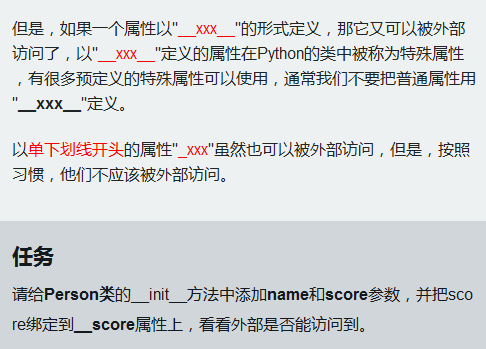 但是，如果一个属性以"__xxx__"的形式定义，那它又可以被外部
访问了，以"__xxx__"定义的属性在Python的类中被称为特殊属性
，有很多预定义的特殊属性可以使用，通常我们不要把普通属性用
"__xxx__"定义。
以单下划线开头的属性"_xxx"虽然也可以被外部访问，但是，按照
习惯，他们不应该被外部访问。
任务
请给Person类的__init__方法中添加name和score参数，并把sco
re绑定到__score属性上，看看外部是否能访问到。